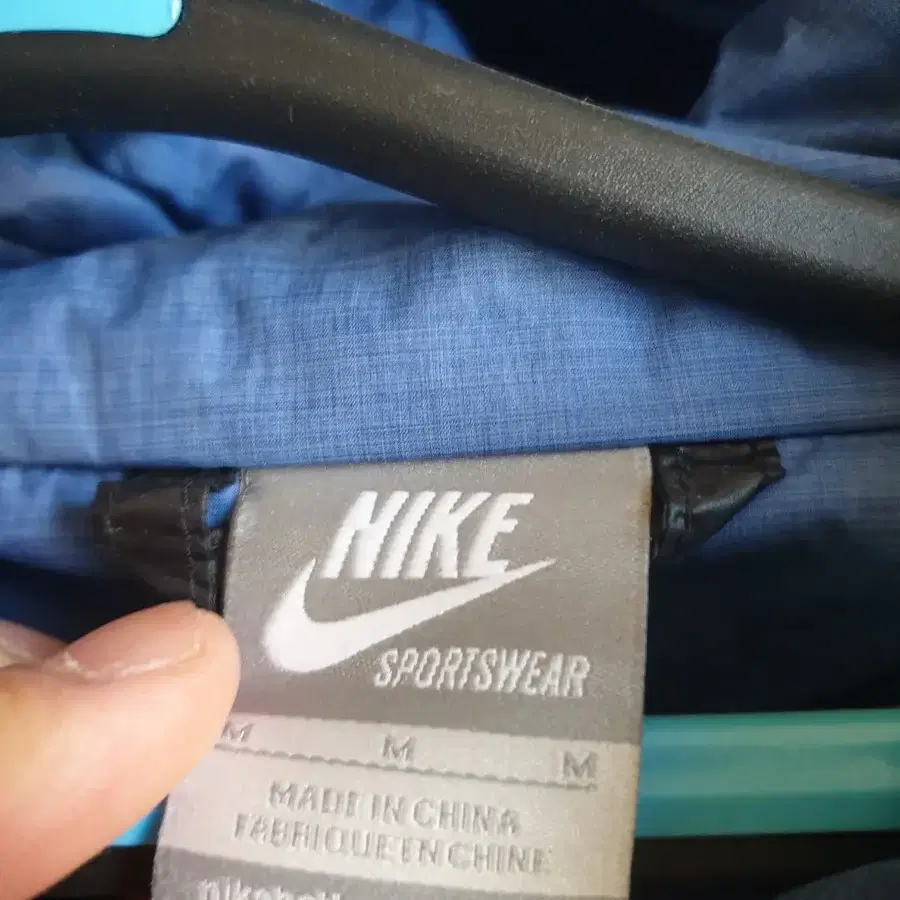 NIKE
SPORTSWEAR
M M M
MADE IN CHINA
FABRIQUE EN CHINE